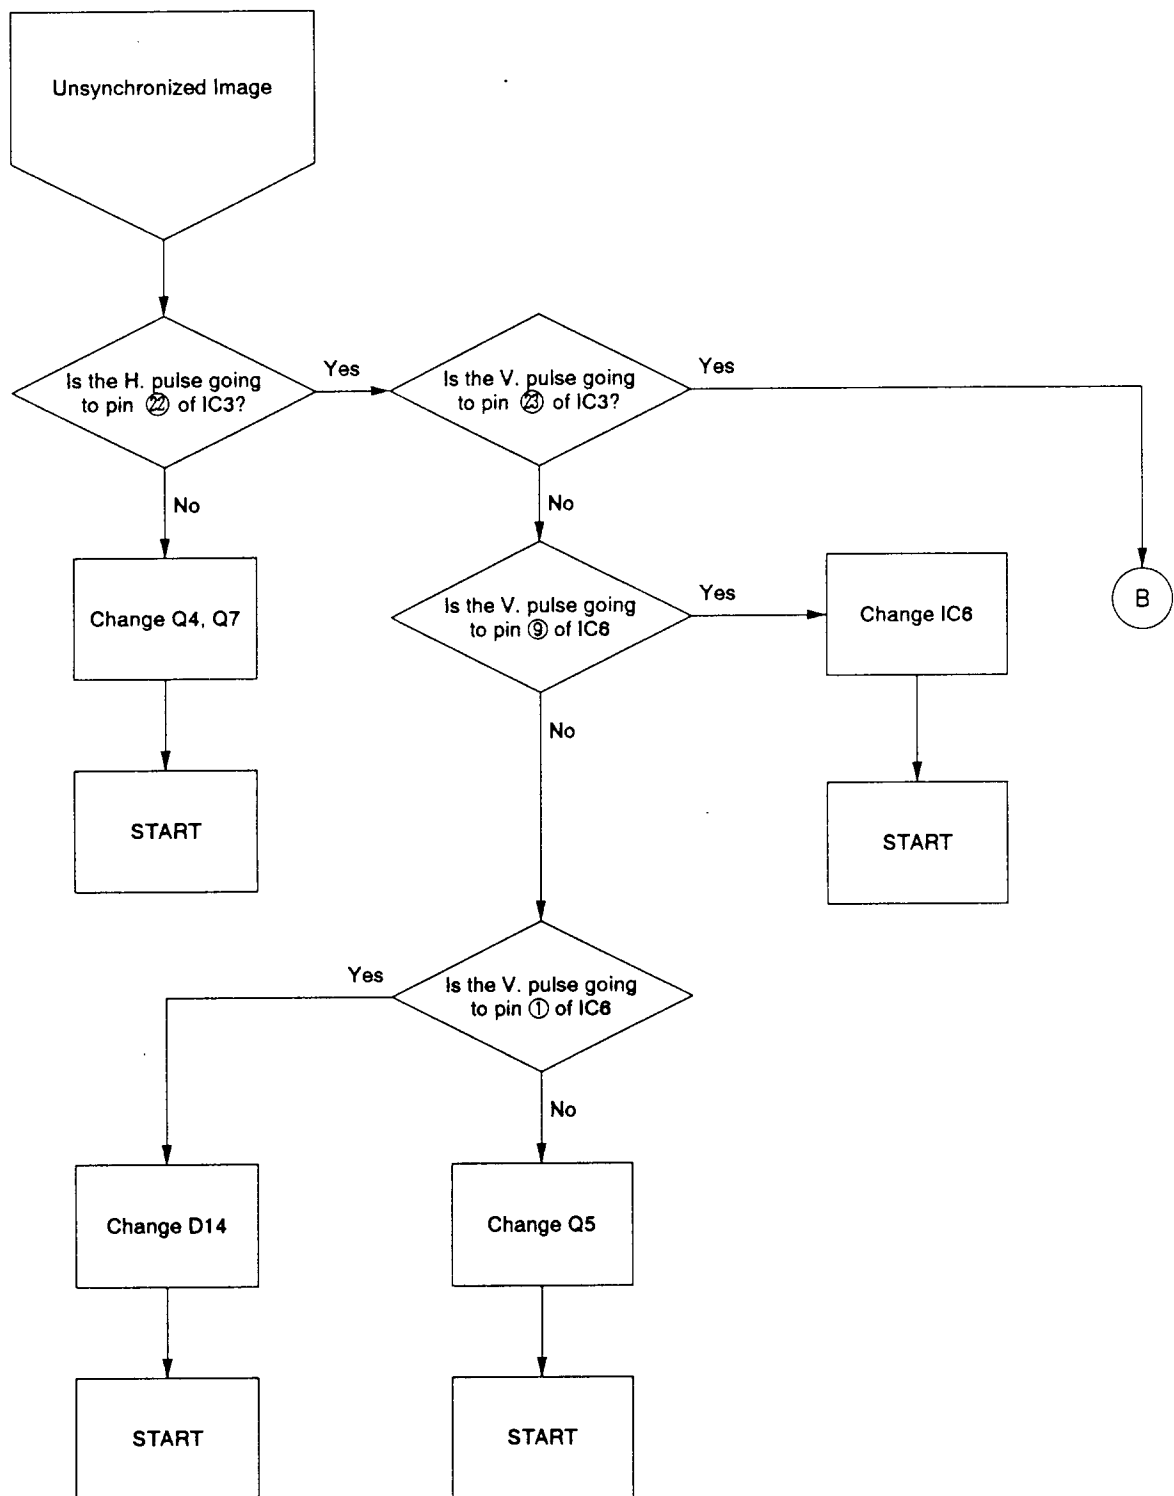 Unsynchronized Image
Is the H. pulse going
to pin ㉒ of IC3?
Yes
Is the V. pulse going
to pin ㉓ of IC3?
Yes
No
No
Change Q4, Q7
Is the V. pulse going
to pin ⑨ of IC6
Yes
Change IC6
B
No
START
START
Yes
Is the V. pulse going
to pin ① of IC6
No
Change D14
Change Q5
START
START